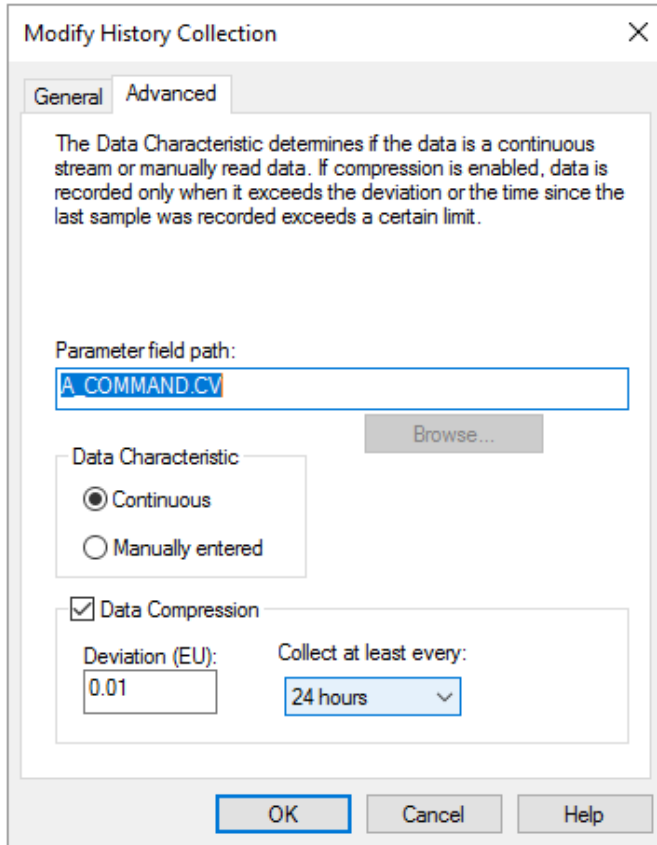 Modify History Collection
General
Advanced
The Data Characteristic determines if the data is a continuous
stream or manually read data. If compression is enabled, data is
recorded only when it exceeds the deviation or the time since the
last sample was recorded exceeds a certain limit.
Parameter field path:
A_COMMAND.CV
Browse...
Data Characteristic
Continuous
Manually entered
Data Compression
Deviation (EU):
Collect at least every:
0.01
24 hours
OK
Cancel
Help